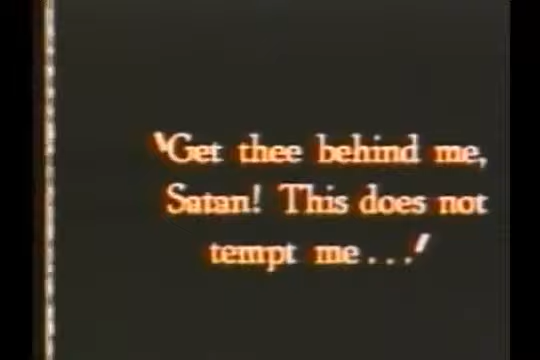 "Get thee behind me,
Satan! This does not
tempt me..."